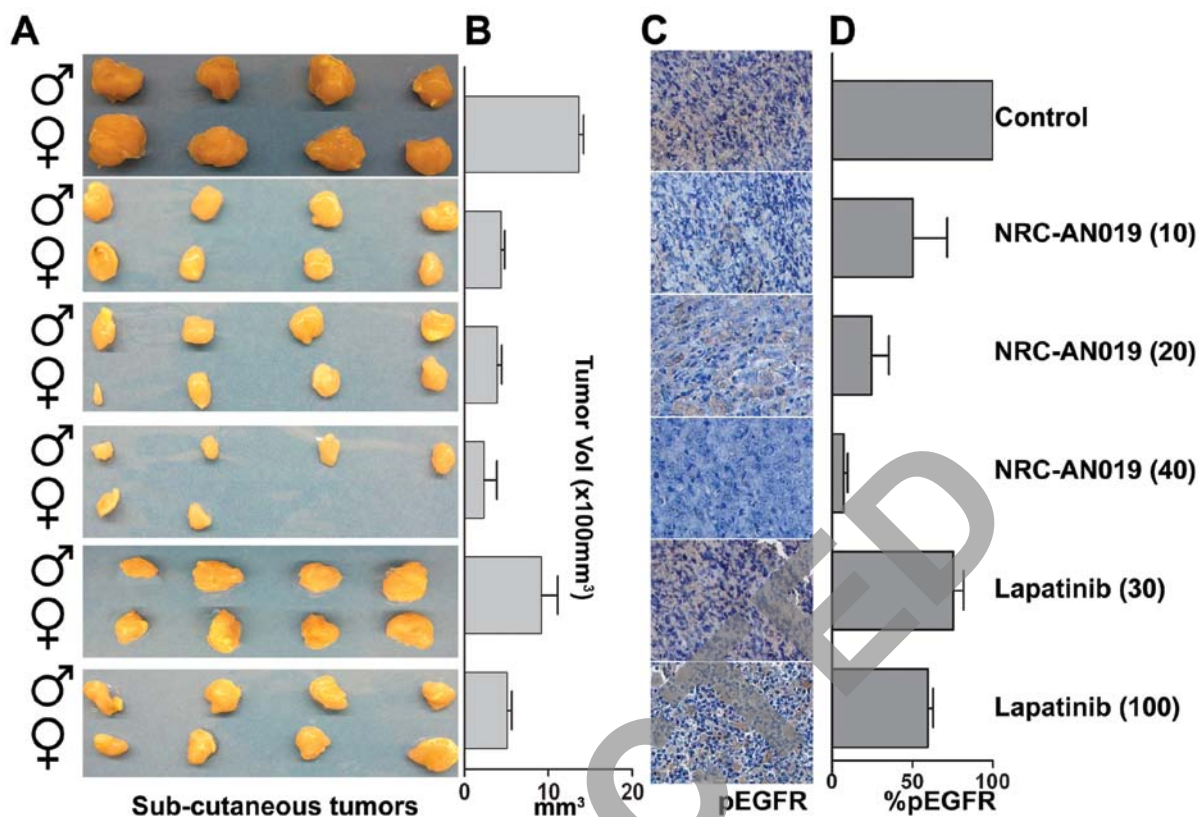 A
B
C
D
♂
♀
♂
♀
♂
♀
♂
♀
♂
♀
♂
♀
Control
NRC-AN019 (10)
NRC-AN019 (20)
NRC-AN019 (40)
Lapatinib (30)
Lapatinib (100)
Tumor Vol (x100mm³)
0 10 20
mm³
0 50 100
Sub-cutaneous tumors
pEGFR
%pEGFR